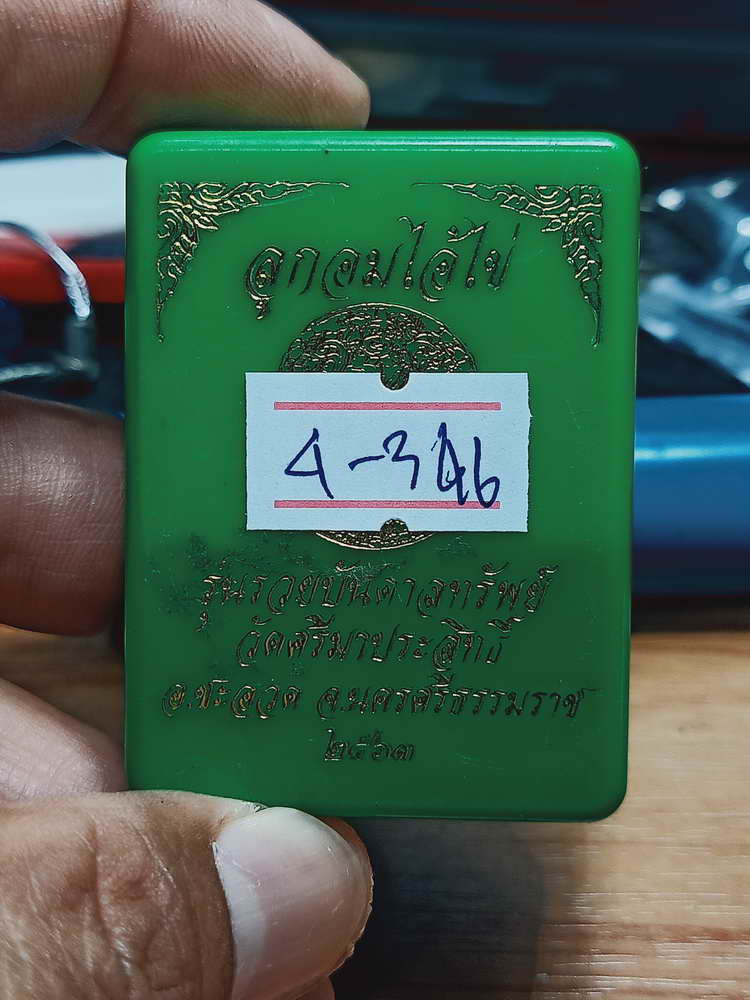 ลูกอมไอ้ไข่
รุ่นรวยบันดาลทรัพย์
วัดศรีมาประสิทธิ์
อ.ชะอวด จ.นครศรีธรรมราช
๒๕๖๓